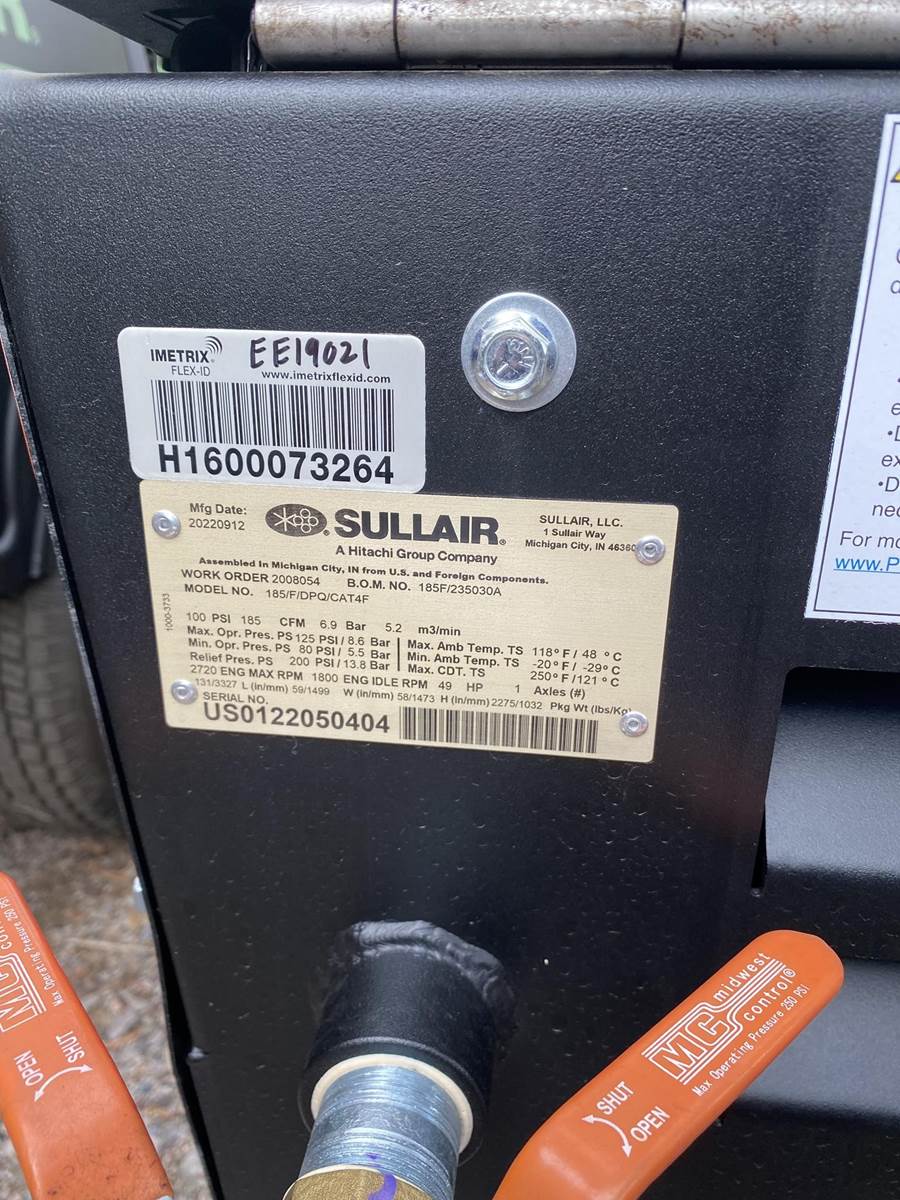 IMETRIX®
FLEX-ID
EE19021
www.imetrixflexid.com
H1600073264
Mfg Date:
20220912
SULLAIR®
A Hitachi Group Company
SULLAIR, LLC.
1 Sullair Way
Michigan City, IN 46360
Assembled In Michigan City, IN from U.S. and Foreign Components.
WORK ORDER 2008054 B.O.M. NO. 185F/235030A
MODEL NO. 185/F/DPQ/CAT4F
1000-3733
100 PSI 185 CFM 6.9 Bar 5.2 m3/min
Max. Opr. Pres. PS 125 PSI / 8.6 Bar Max. Amb Temp. TS 118° F / 48 °C
Min. Opr. Pres. PS 80 PSI / 5.5 Bar Min. Amb Temp. TS -20° F / -29° C
Relief Pres. PS 200 PSI / 13.8 Bar Max. CDT. TS 250° F / 121° C
2720 ENG MAX RPM 1800 ENG IDLE RPM 49 HP 1 Axles (#)
131/3327 L (in/mm) 59/1499 W (in/mm) 58/1473 H (in/mm) 2275/1032 Pkg Wt (lbs/Kg)
SERIAL NO.
US0122050404
For
www.P
MC
Max Operating Pressure 250
OPEN
SHUT
MC midwest
control®
Max Operating Pressure 250 PSI
SHUT
OPEN